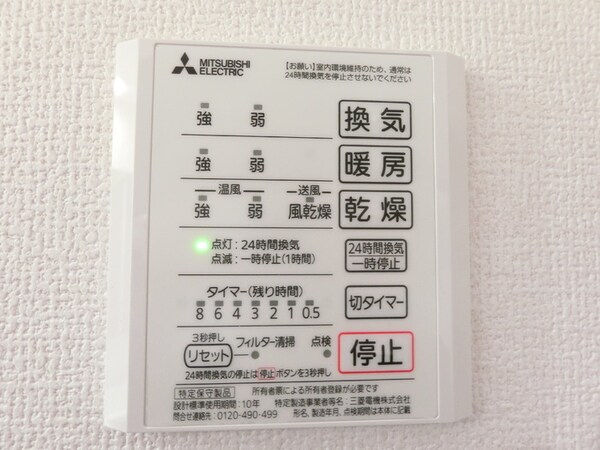 MITSUBISHI
ELECTRIC
【お願い】室内環境維持のため、通常は
24時間換気を停止させないでください
強 弱 換気
強 弱 暖房
温風 送風
強 弱 風乾燥 乾燥
点灯:24時間換気
点滅:一時停止(1時間)
24時間換気
一時停止
タイマー(残り時間)
8 6 4 3 2 1 0.5
切タイマー
3秒押し
リセット フィルター清掃 点検
停止
24時間換気の停止は停止ボタンを3秒押し
特定保守製品 所有者票による所有者登録が必要です
設計標準使用期間:10年 特定製造事業者等名:三菱電機株式会社
問合せ連絡先:0120-490-499 形名、製造年月、点検期間は本体に記載